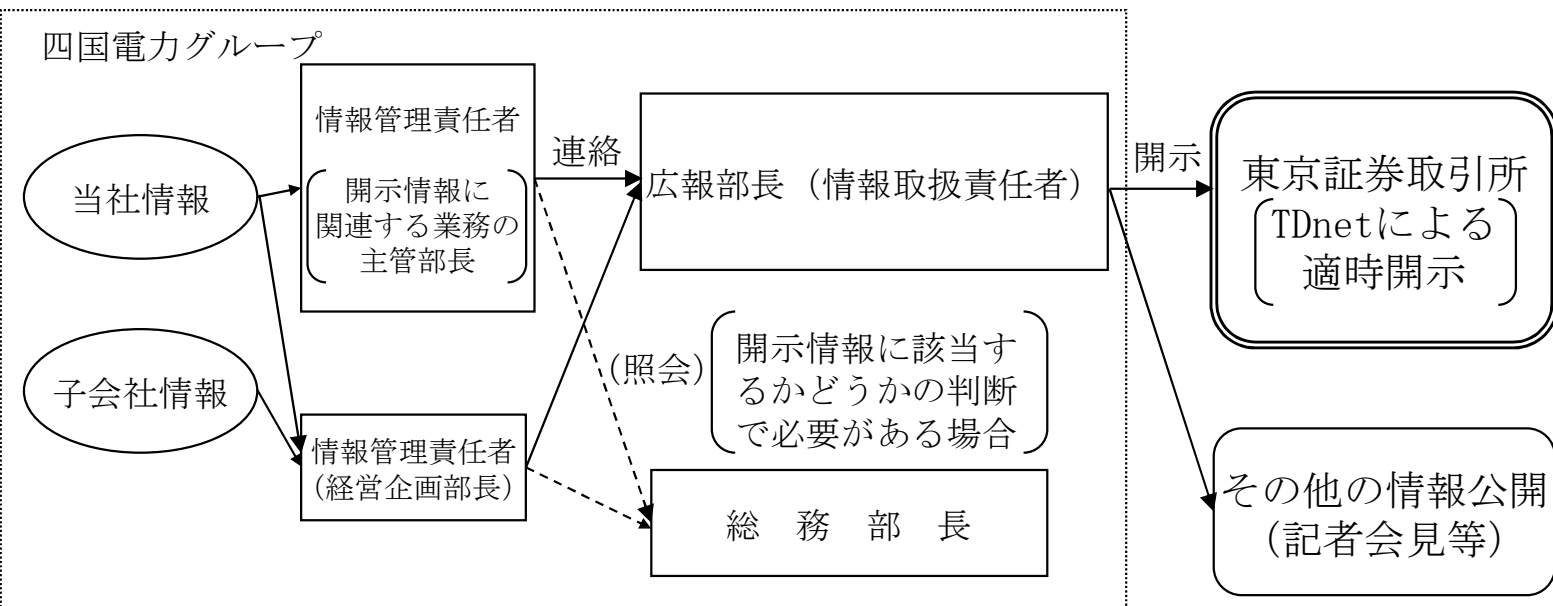 四国電力グループ
当社情報
子会社情報
情報管理責任者
開示情報に
関連する業務の
主管部長
情報管理責任者
(経営企画部長)
連絡
広報部長（情報取扱責任者）
(照会)
開示情報に該当す
るかどうかの判断
で必要がある場合
総　務　部　長
開示
東京証券取引所
TDnetによる
適時開示
その他の情報公開
(記者会見等)